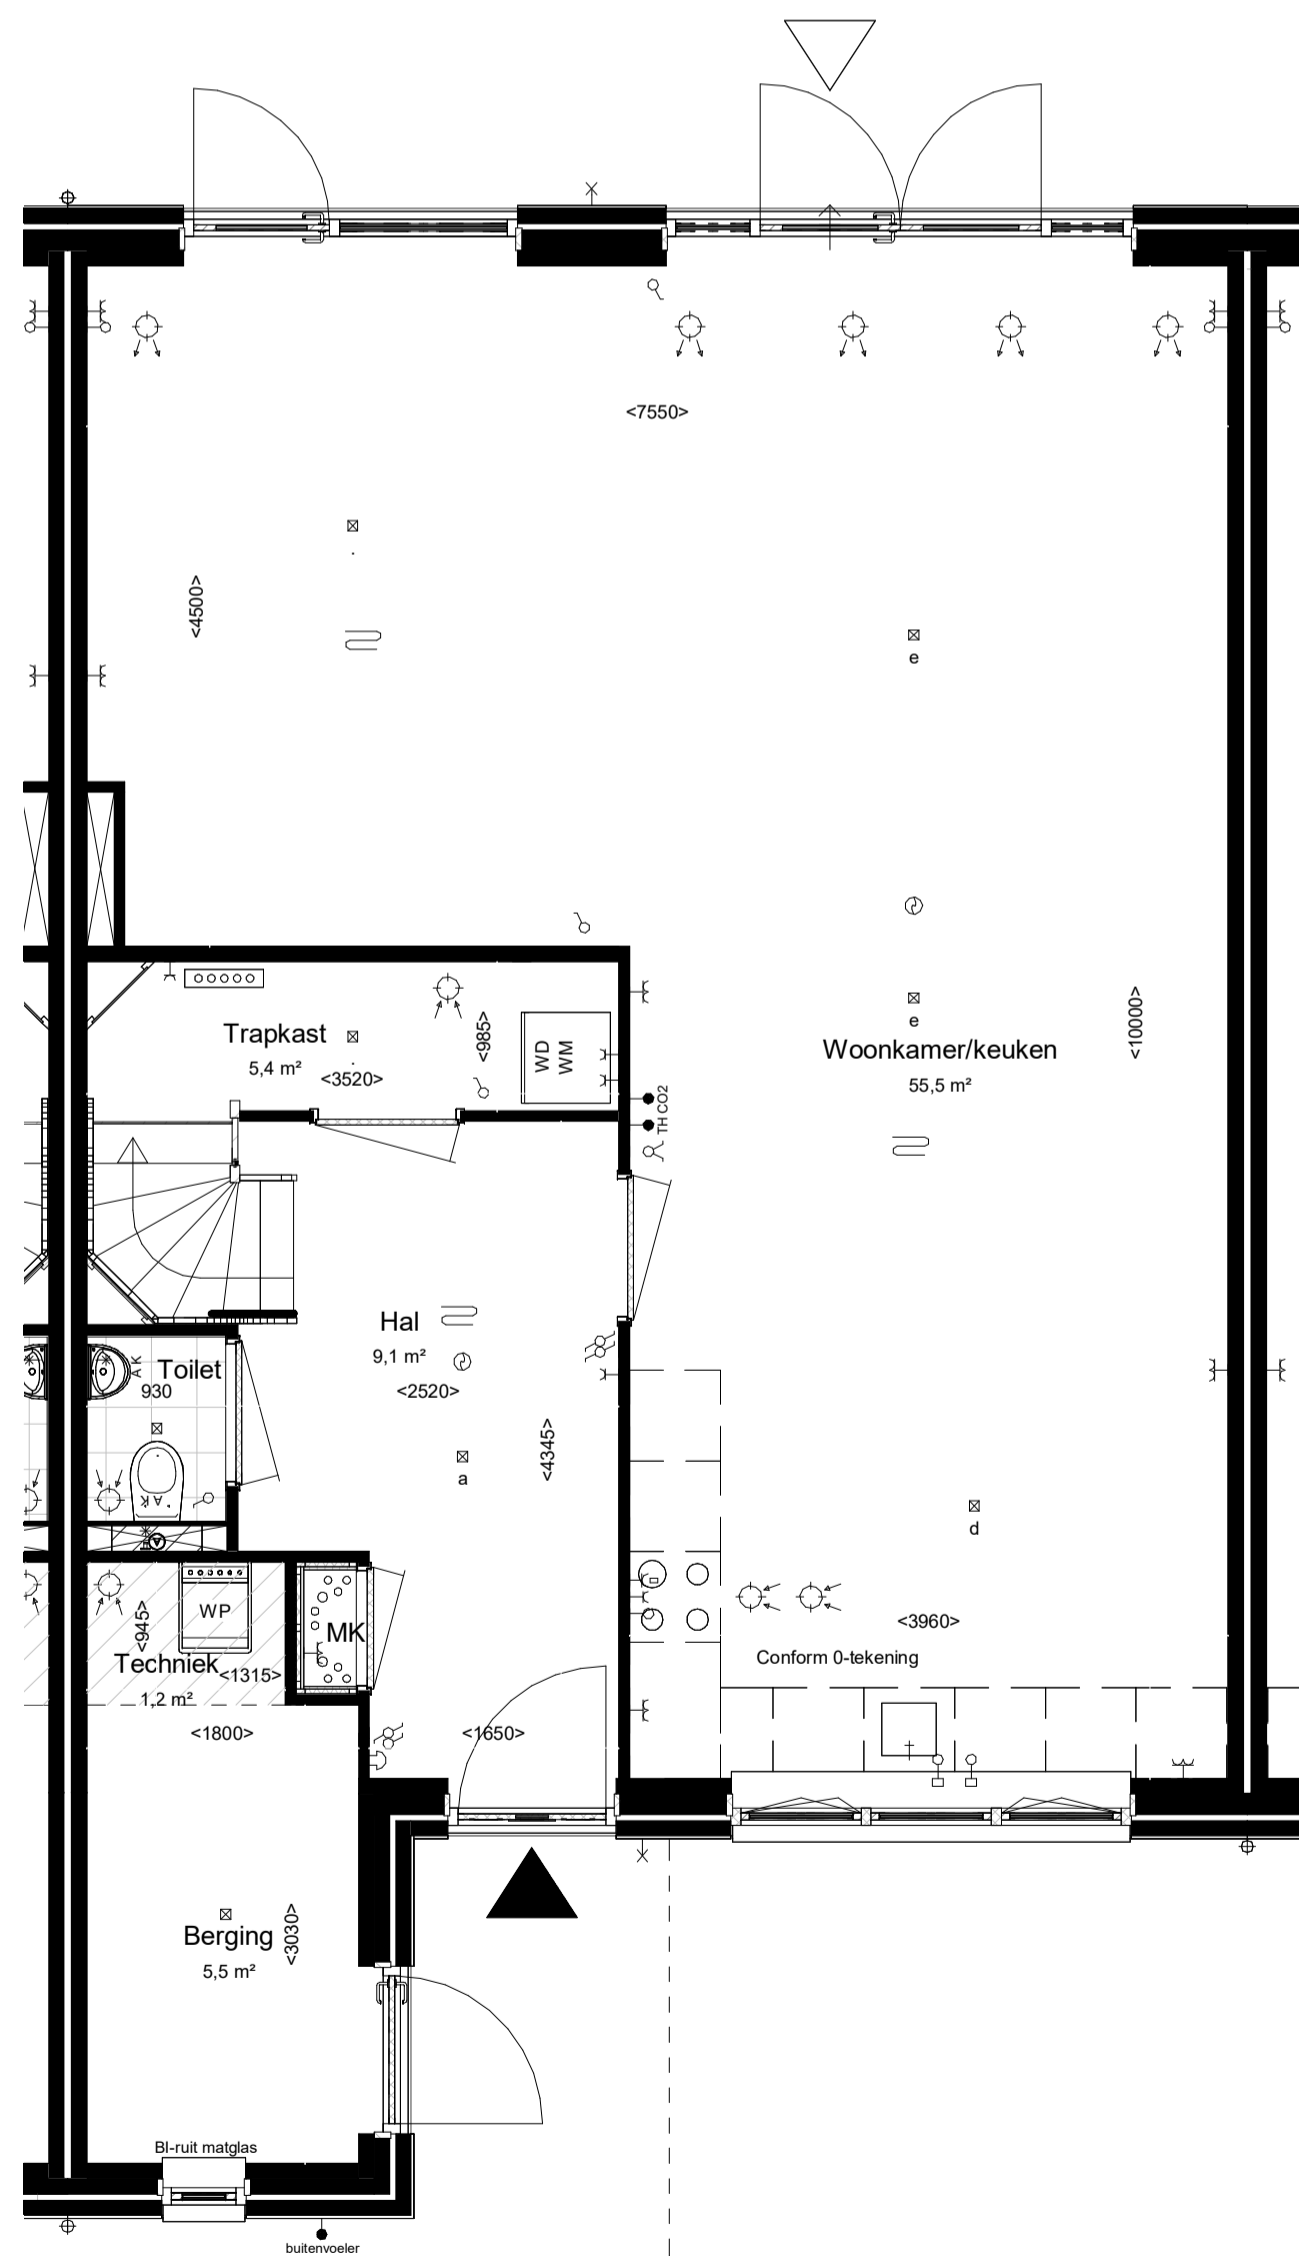 <7550>
<4500>
e
Trapkast
5,4 m²
<3520>
<985>
WD
WM
TH CO2
e
Woonkamer/keuken
55,5 m²
<10000>
Hal
9,1 m²
<2520>
<4345>
a
Toilet
930
A K
A K
d
WP
<945>
Techniek
<1315>
1,2 m²
MK
<1800>
<1650>
<3960>
Conform 0-tekening
Berging
5,5 m²
<3030>
BI-ruit matglas
buitenvoeler